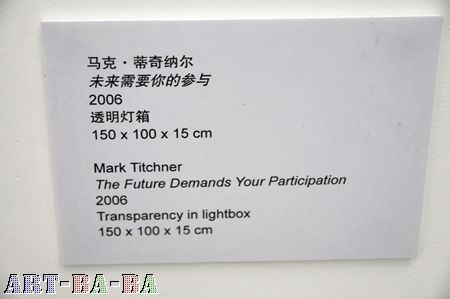 马克·蒂奇纳尔
未来需要你的参与
2006
透明灯箱
150 x 100 x 15 cm
Mark Titchner
The Future Demands Your Participation
2006
Transparency in lightbox
150 x 100 x 15 cm
ART-BA-BA